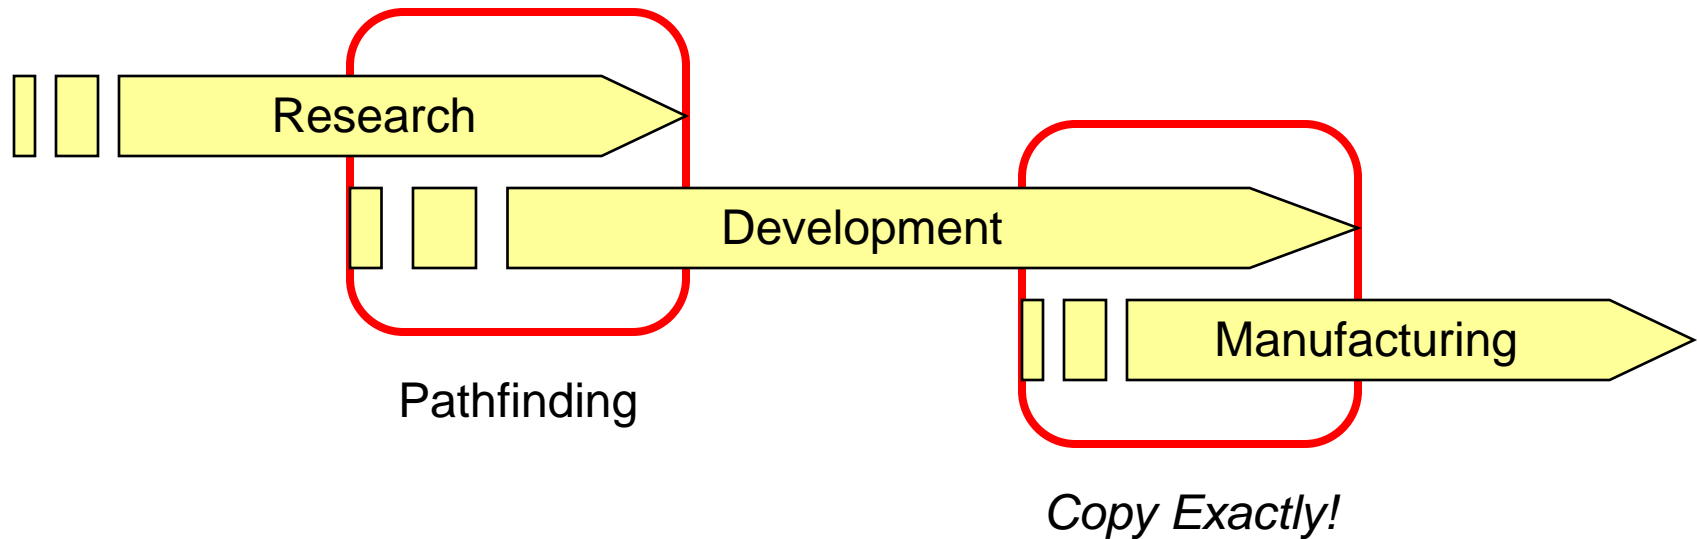 Research
Development
Manufacturing
Pathfinding
Copy Exactly!